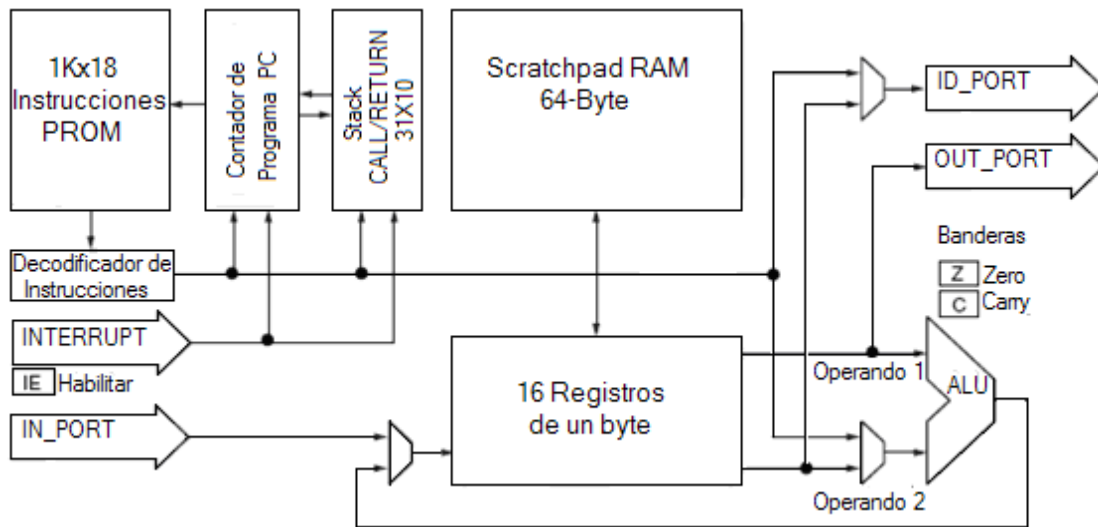 1Kx18
Instrucciones
PROM
Contador de
Programa PC
Stack
CALL/RETURN
31X10
Scratchpad RAM
64-Byte
ID_PORT
OUT_PORT
Decodificador de
Instrucciones
Banderas
Z Zero
C Carry
INTERRUPT
IE Habilitar
IN_PORT
16 Registros
de un byte
Operando 1
ALU
Operando 2